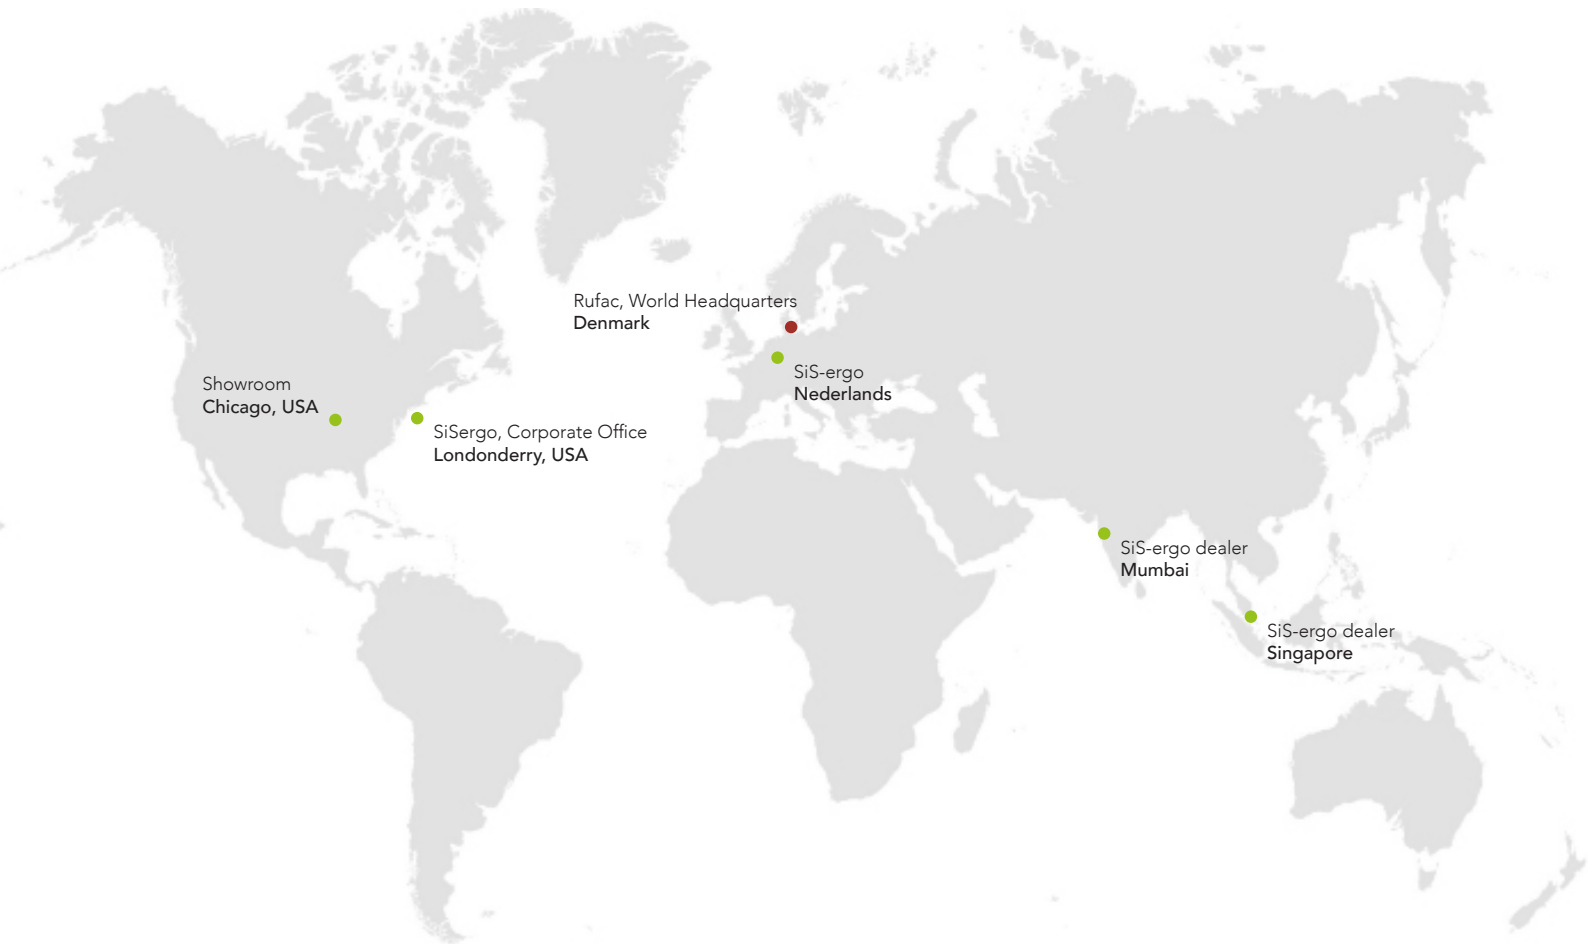 Rufac, World Headquarters
Denmark
SiS-ergo
Nederlands
Showroom
Chicago, USA
SiSergo, Corporate Office
Londonderry, USA
SiS-ergo dealer
Mumbai
SiS-ergo dealer
Singapore